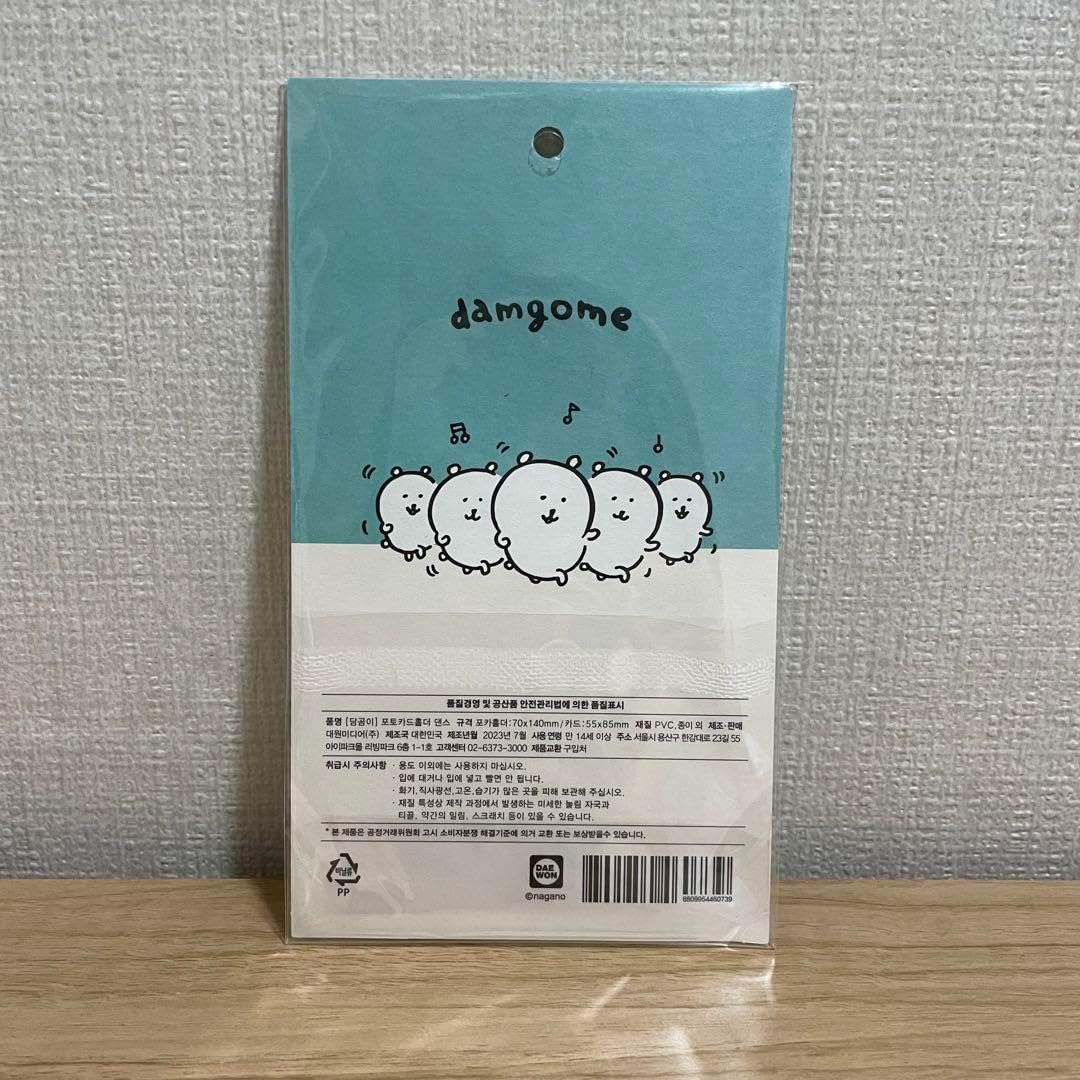 damgome
품질경영 및 공산품 안전관리법에 의한 품질표시
품명 [담곰이] 포토카드홀더 댄스 규격 포카홀더:70x140mm/카드:55x85mm 재질 PVC,종이 외 제조·판매
대원미디어(주) 제조국 대한민국 제조년월 2023년 7월 사용연령 만 14세 이상 주소 서울시 용산구 한강대로 23길 55
아이파크몰 리빙파크 6층 1-1호 고객센터 02-6373-3000 제품교환 구입처
취급시 주의사항 · 용도 이외에는 사용하지 마십시오.
· 입에 대거나 입에 넣고 빨면 안 됩니다.
· 화기,직사광선,고온,습기가 많은 곳을 피해 보관해 주십시오.
· 재질 특성상 제작 과정에서 발생하는 미세한 눌림 자국과
티끌, 약간의 밀림, 스크래치 등이 있을 수 있습니다.
* 본 제품은 공정거래위원회 고시 소비자분쟁 해결기준에 의거 교환 또는 보상받을수 있습니다.
비닐류
PP
DAE
WON
©nagano
8809954460739